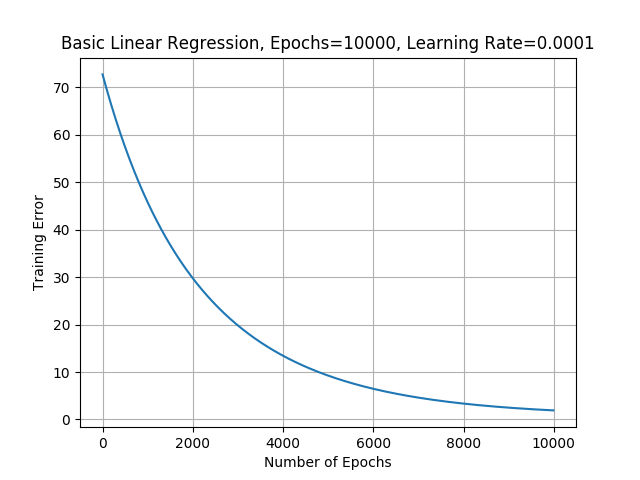 Basic Linear Regression, Epochs=10000, Learning Rate=0.0001
70
60
50
40
30
20
10
0
Training Error
0 2000 4000 6000 8000 10000
Number of Epochs